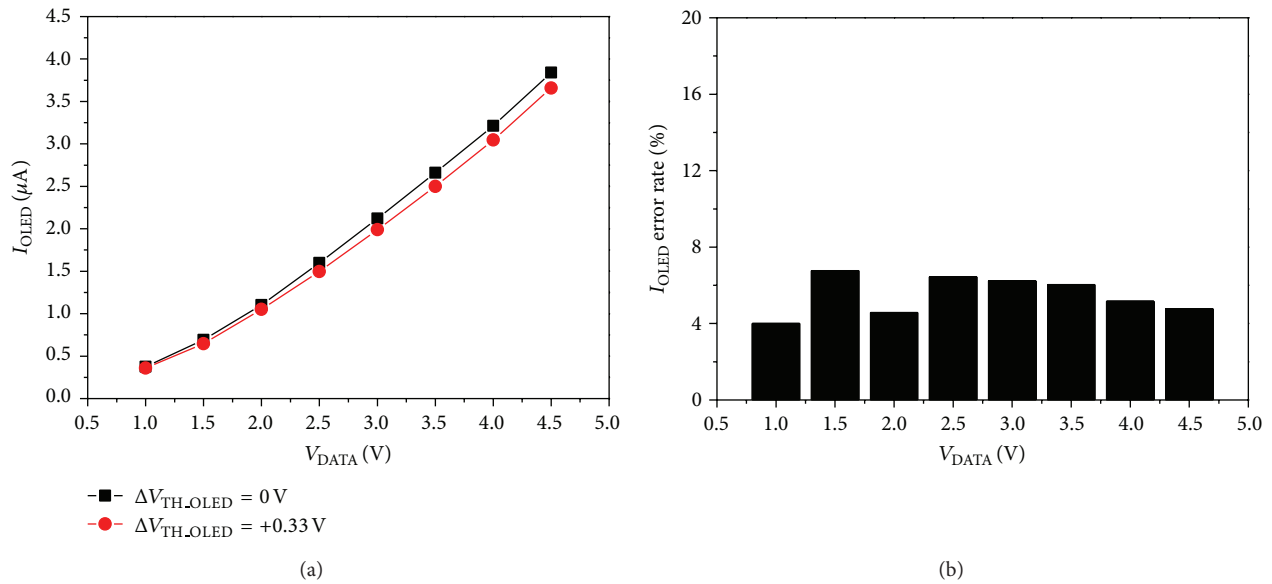 4.5
4.0
3.5
3.0
2.5
2.0
1.5
1.0
0.5
0.0
I_OLED (μA)
0.5 1.0 1.5 2.0 2.5 3.0 3.5 4.0 4.5 5.0
V_DATA (V)
ΔV_TH_OLED = 0 V
ΔV_TH_OLED = +0.33 V
(a)
20
16
12
8
4
0
I_OLED error rate (%)
0.5 1.0 1.5 2.0 2.5 3.0 3.5 4.0 4.5 5.0
V_DATA (V)
(b)